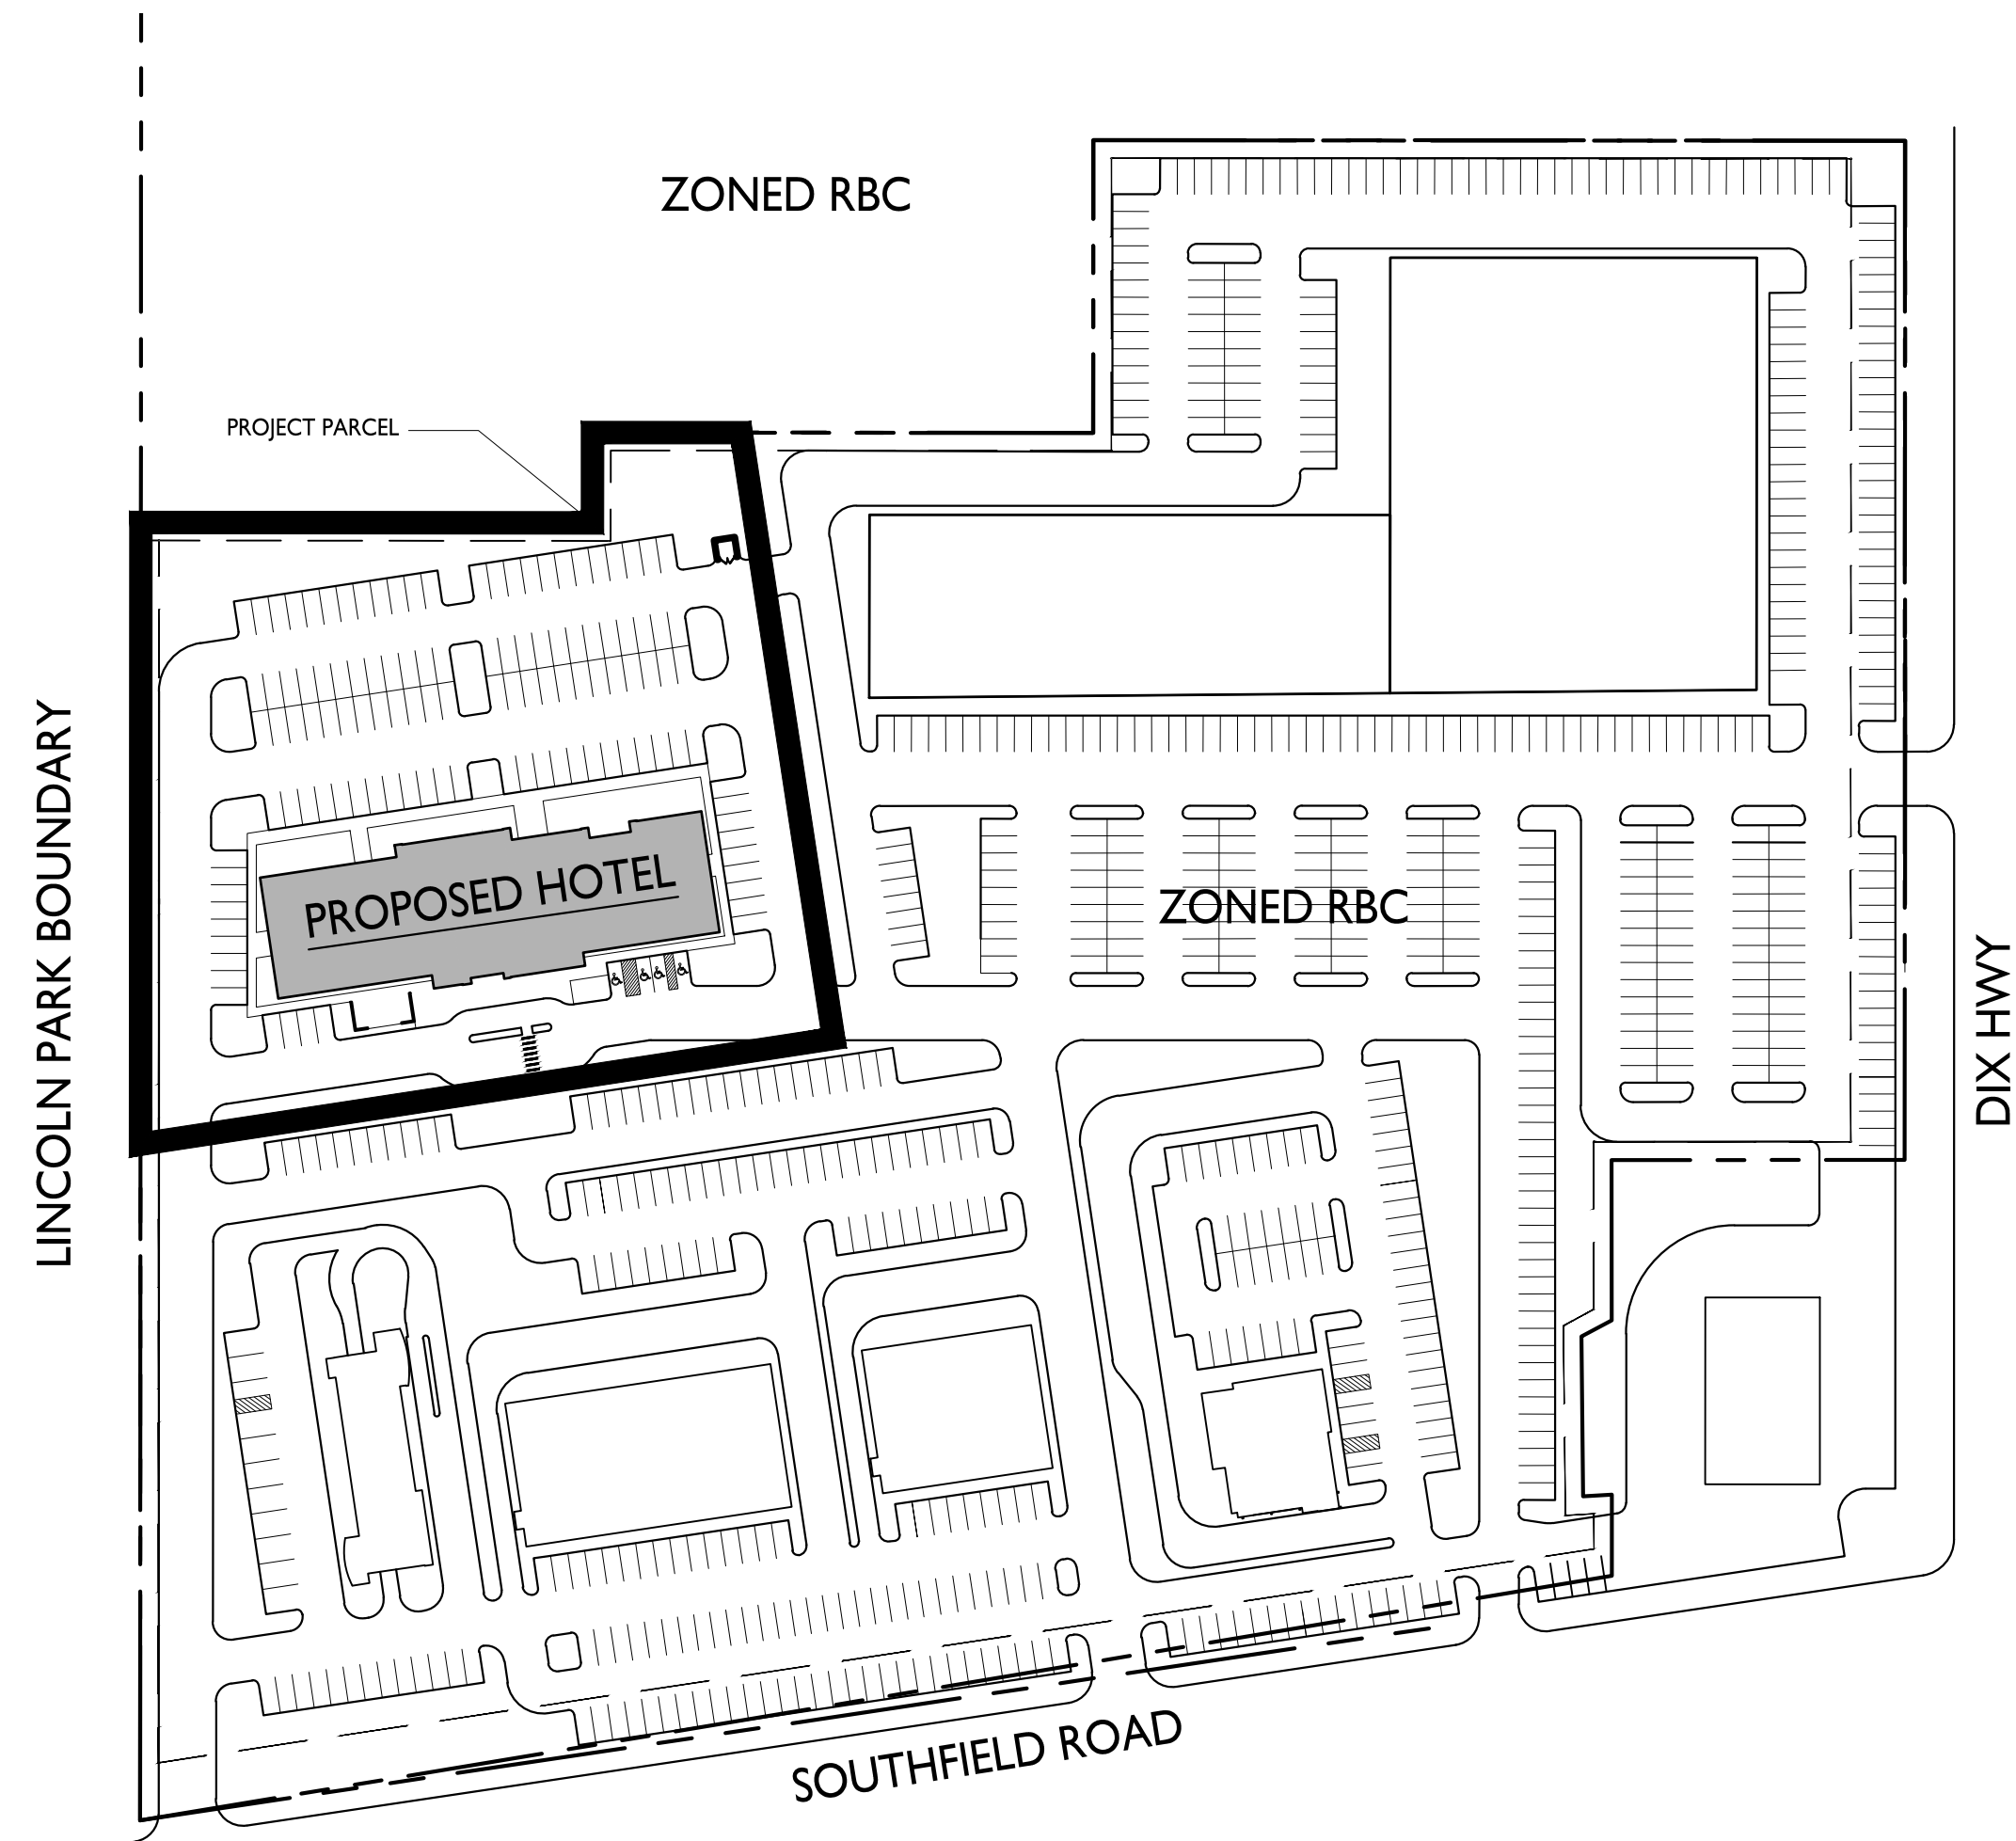 ZONED RBC
PROJECT PARCEL
LINCOLN PARK BOUNDARY
PROPOSED HOTEL
ZONED RBC
DIX HWY
SOUTHFIELD ROAD